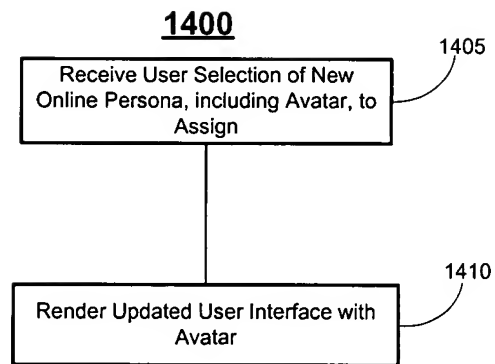 1400
1405
Receive User Selection of New
Online Persona, including Avatar, to
Assign
1410
Render Updated User Interface with
Avatar